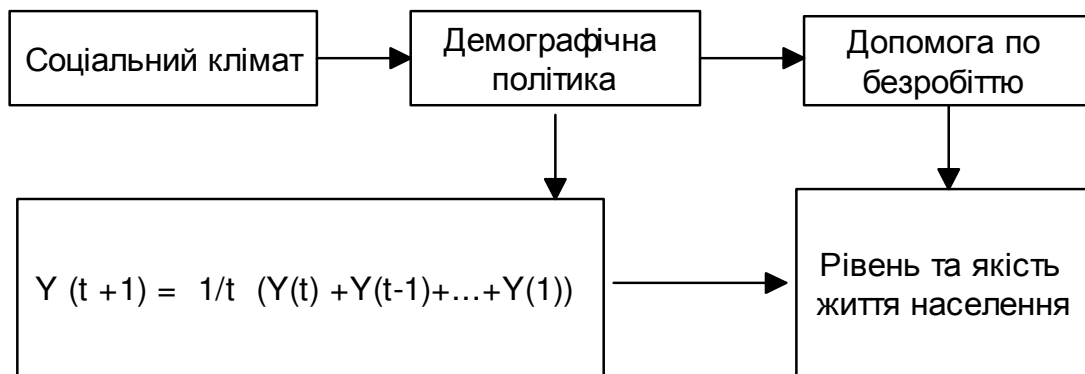 Соціальний клімат
Демографічна
політика
Допомога по
безробіттю
Y (t +1) = 1/t (Y(t) +Y(t-1)+...+Y(1))
Рівень та якість
життя населення